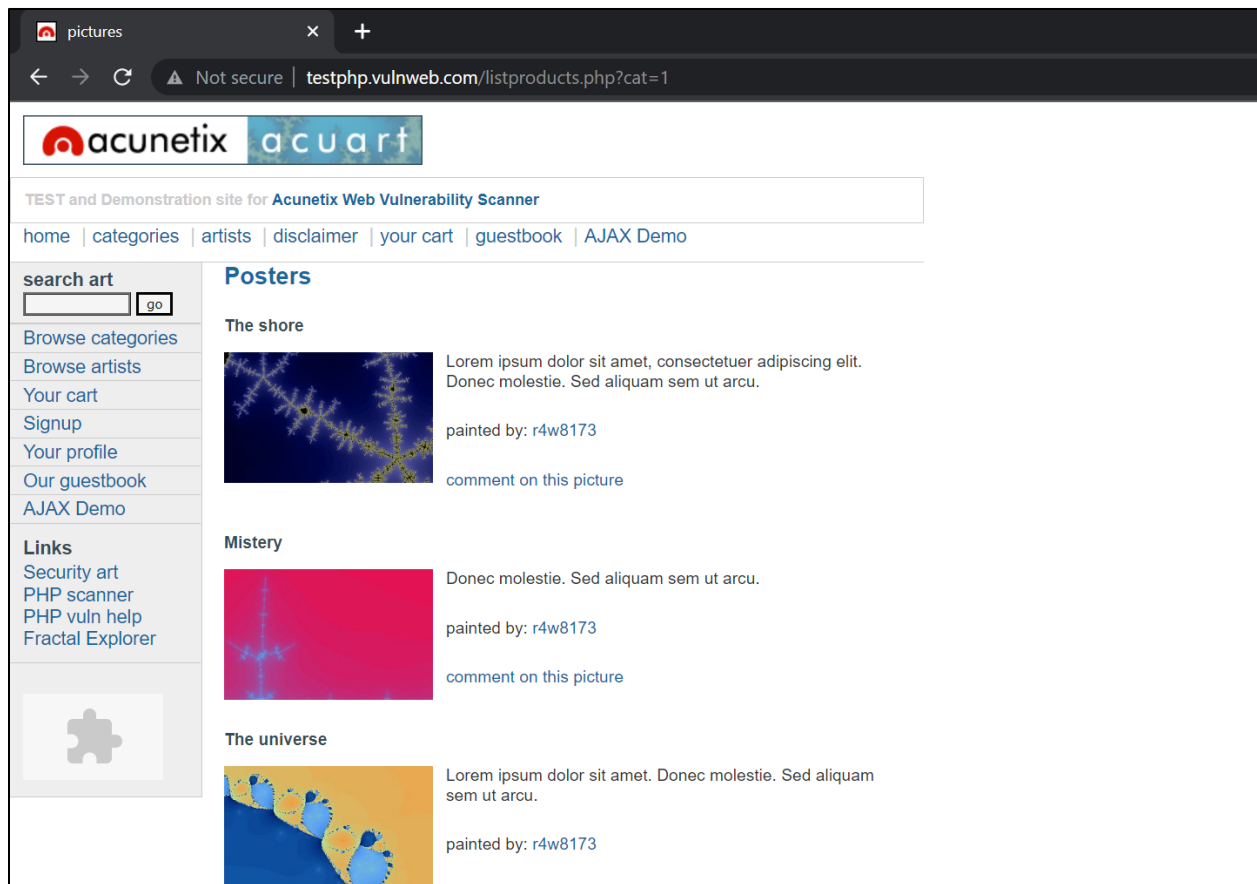 pictures
Not secure | testphp.vulnweb.com/listproducts.php?cat=1
acunetix acuart
TEST and Demonstration site for Acunetix Web Vulnerability Scanner
home | categories | artists | disclaimer | your cart | guestbook | AJAX Demo
search art
go
Browse categories
Browse artists
Your cart
Signup
Your profile
Our guestbook
AJAX Demo
Links
Security art
PHP scanner
PHP vuln help
Fractal Explorer
Posters
The shore
Lorem ipsum dolor sit amet, consectetuer adipiscing elit.
Donec molestie. Sed aliquam sem ut arcu.
painted by: r4w8173
comment on this picture
Mistery
Donec molestie. Sed aliquam sem ut arcu.
painted by: r4w8173
comment on this picture
The universe
Lorem ipsum dolor sit amet. Donec molestie. Sed aliquam
sem ut arcu.
painted by: r4w8173